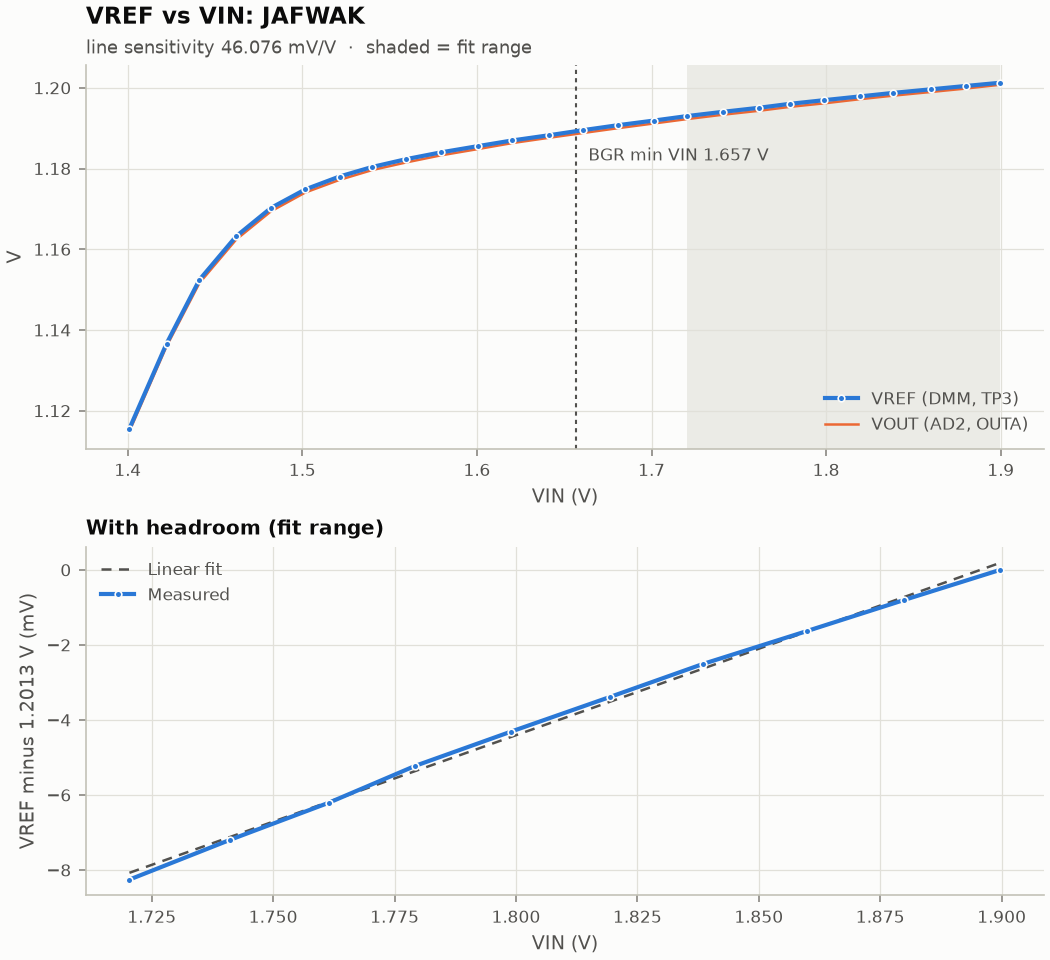 VREF vs VIN: JAFWAK
line sensitivity 46.076 mV/V · shaded = fit range
1.20
1.18
1.16
1.14
1.12
V
BGR min VIN 1.657 V
VREF (DMM, TP3)
VOUT (AD2, OUTA)
1.4 1.5 1.6 1.7 1.8 1.9
VIN (V)
With headroom (fit range)
Linear fit
Measured
0
−2
−4
−6
−8
VREF minus 1.2013 V (mV)
1.725 1.750 1.775 1.800 1.825 1.850 1.875 1.900
VIN (V)